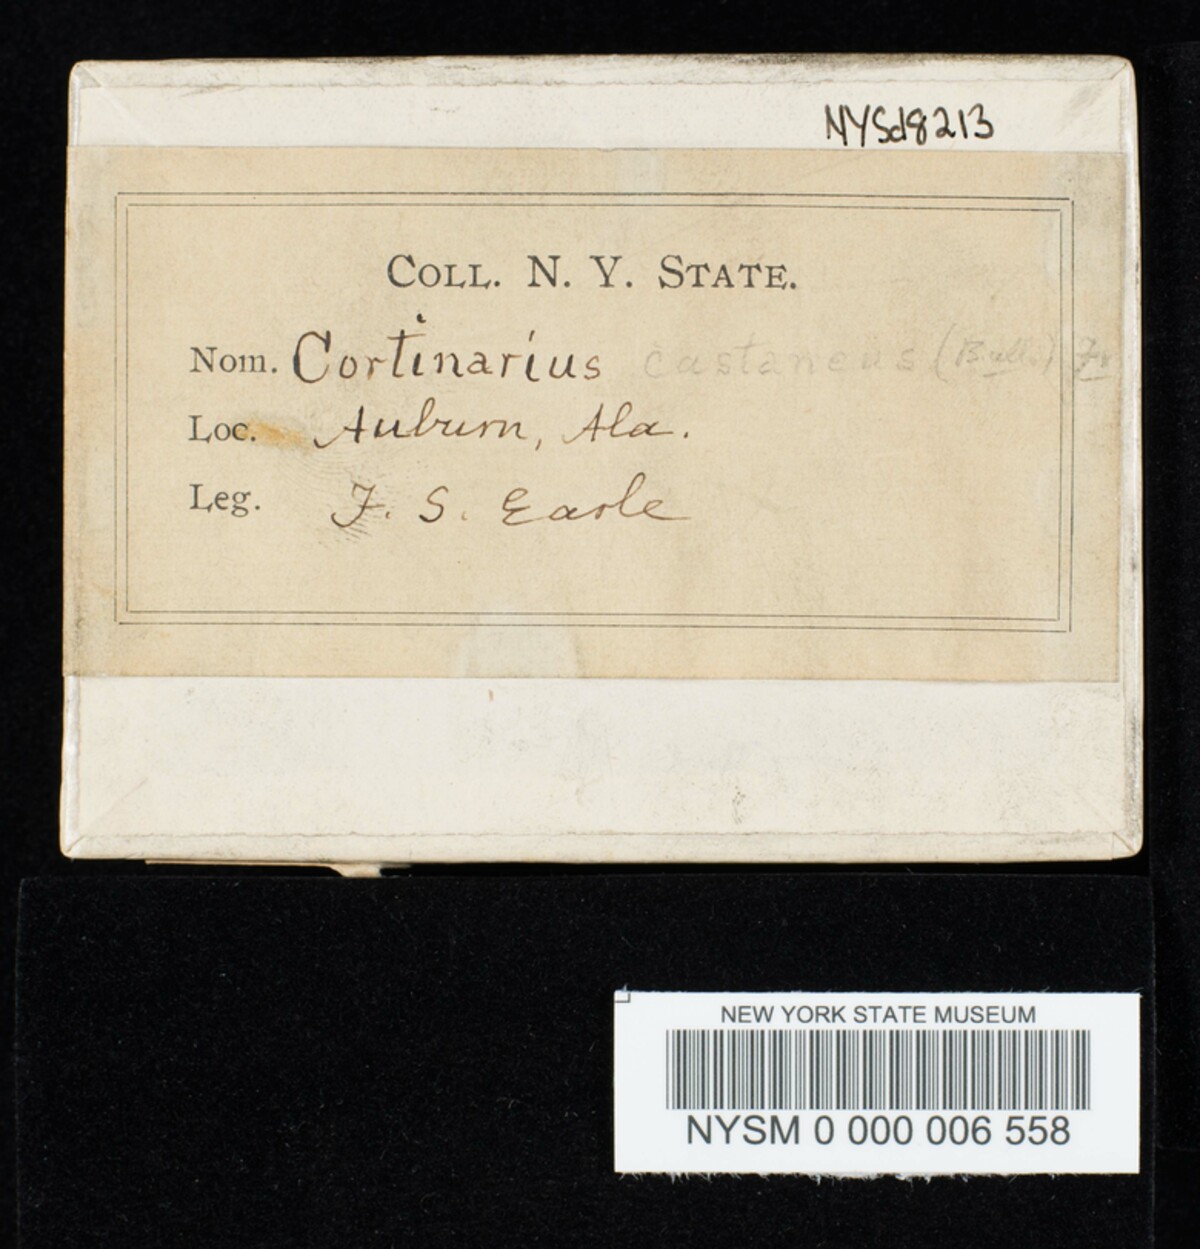 NYSd8213
COLL. N. Y. STATE.
Nom. Cortinarius castaneus (Bull.) Fr
Loc. Auburn, Ala.
Leg. F. S. Earle
NEW YORK STATE MUSEUM
NYSM 0 000 006 558